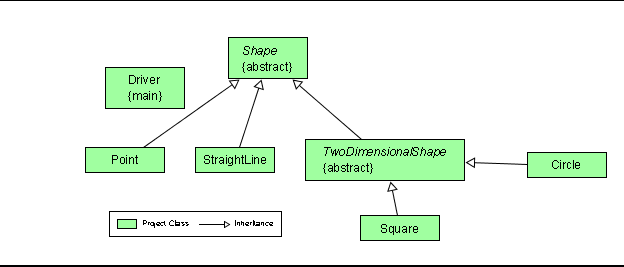 Shape
{abstract}
Driver
{main}
Point
StraightLine
TwoDimensionalShape
{abstract}
Circle
Square
Project Class
Inheritance